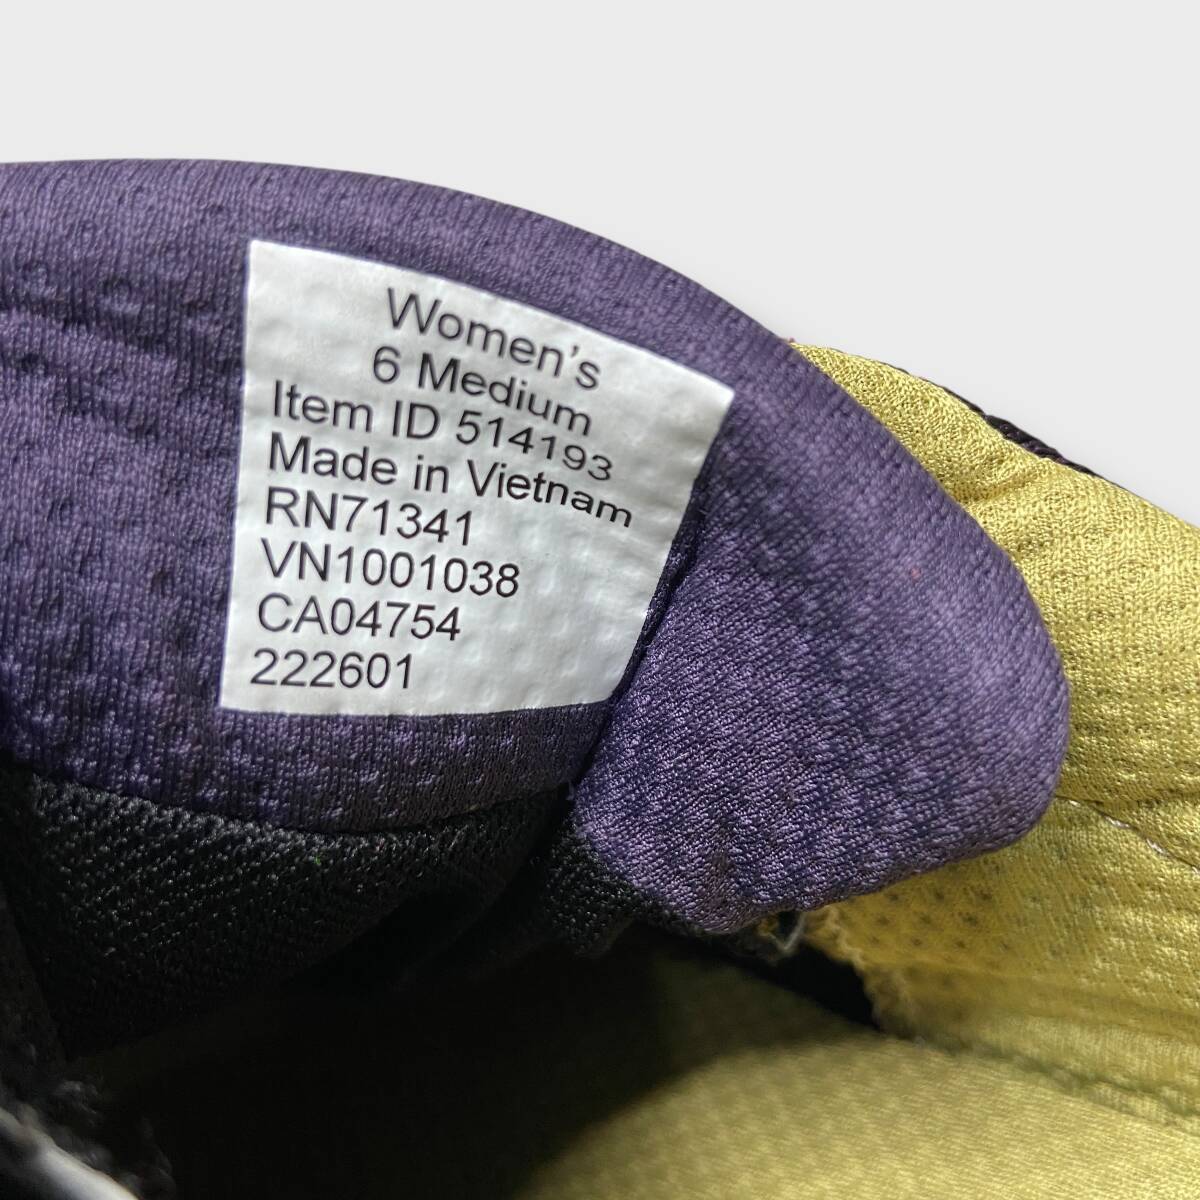 Women's
6 Medium
Item ID 514193
Made in Vietnam
RN71341
VN1001038
CA04754
222601